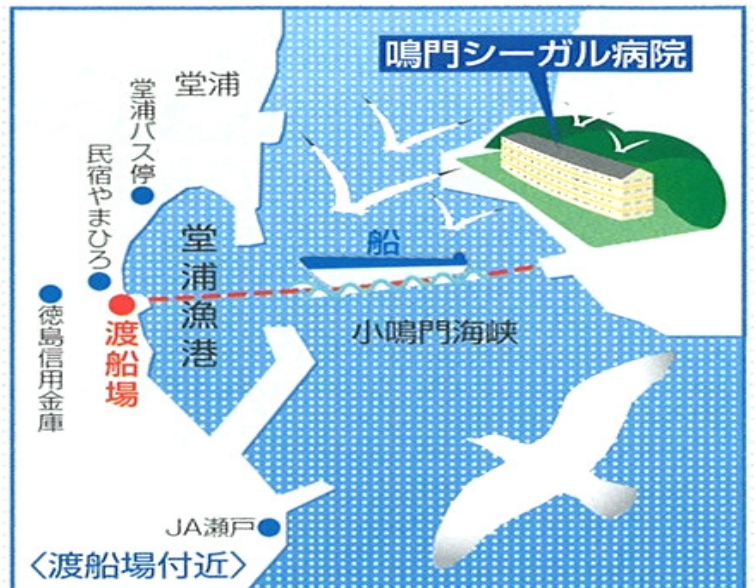 鳴門シーガル病院
堂浦
堂浦バス停
民宿やまひろ
堂浦漁港
船
渡船場
徳島信用金庫
小鳴門海峡
JA瀬戸
〈渡船場付近〉